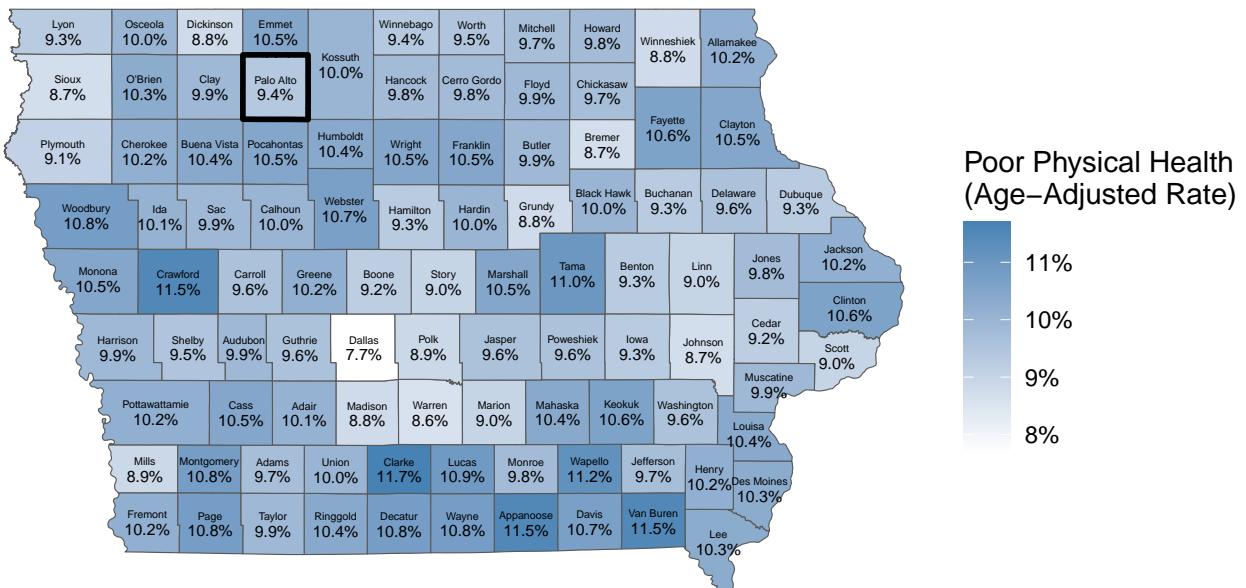 Lyon
9.3%
Osceola
10.0%
Dickinson
8.8%
Emmet
10.5%
Kossuth
10.0%
Winnebago
9.4%
Worth
9.5%
Mitchell
9.7%
Howard
9.8%
Winneshiek
8.8%
Allamakee
10.2%
Sioux
8.7%
O'Brien
10.3%
Clay
9.9%
Palo Alto
9.4%
Hancock
9.8%
Cerro Gordo
9.8%
Floyd
9.9%
Chickasaw
9.7%
Fayette
10.6%
Clayton
10.5%
Plymouth
9.1%
Cherokee
10.2%
Buena Vista
10.4%
Pocahontas
10.5%
Humboldt
10.4%
Wright
10.5%
Franklin
10.5%
Butler
9.9%
Bremer
8.7%
Woodbury
10.8%
Ida
10.1%
Sac
9.9%
Calhoun
10.0%
Webster
10.7%
Hamilton
9.3%
Hardin
10.0%
Grundy
8.8%
Black Hawk
10.0%
Buchanan
9.3%
Delaware
9.6%
Dubuque
9.3%
Monona
10.5%
Crawford
11.5%
Carroll
9.6%
Greene
10.2%
Boone
9.2%
Story
9.0%
Marshall
10.5%
Tama
11.0%
Benton
9.3%
Linn
9.0%
Jones
9.8%
Jackson
10.2%
Clinton
10.6%
Harrison
9.9%
Shelby
9.5%
Audubon
9.9%
Guthrie
9.6%
Dallas
7.7%
Polk
8.9%
Jasper
9.6%
Poweshiek
9.6%
Iowa
9.3%
Johnson
8.7%
Cedar
9.2%
Scott
9.0%
Muscatine
9.9%
Pottawattamie
10.2%
Cass
10.5%
Adair
10.1%
Madison
8.8%
Warren
8.6%
Marion
9.0%
Mahaska
10.4%
Keokuk
10.6%
Washington
9.6%
Louisa
10.4%
Mills
8.9%
Montgomery
10.8%
Adams
9.7%
Union
10.0%
Clarke
11.7%
Lucas
10.9%
Monroe
9.8%
Wapello
11.2%
Jefferson
9.7%
Henry
10.2%
Des Moines
10.3%
Fremont
10.2%
Page
10.8%
Taylor
9.9%
Ringgold
10.4%
Decatur
10.8%
Wayne
10.8%
Appanoose
11.5%
Davis
10.7%
Van Buren
11.5%
Lee
10.3%
Poor Physical Health
(Age−Adjusted Rate)
11%
10%
9%
8%